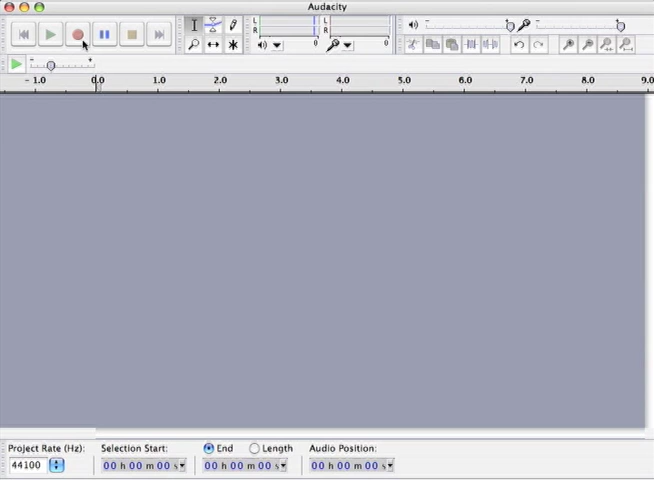 Audacity
L
R
0
L
R
0
- 1.0 0.0 1.0 2.0 3.0 4.0 5.0 6.0 7.0 8.0 9.0
Project Rate (Hz): Selection Start: End Length Audio Position:
44100 00 h 00 m 00 s 00 h 00 m 00 s 00 h 00 m 00 s